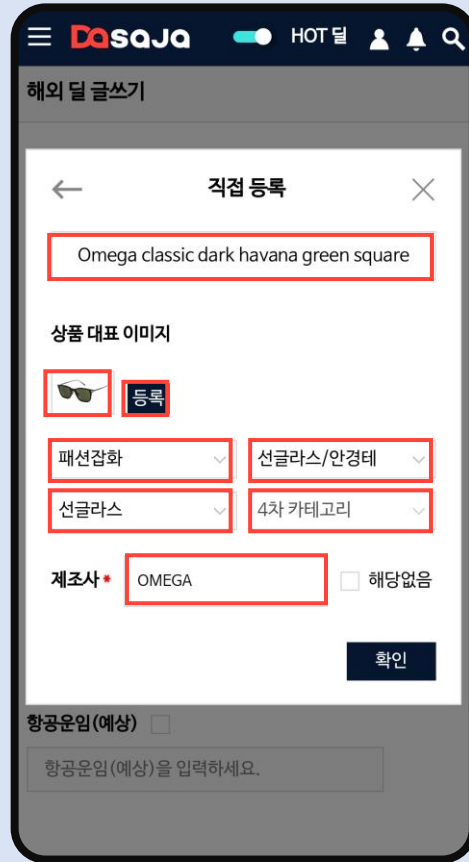 Dasaja HOT딜
해외 딜 글쓰기
직접 등록
Omega classic dark havana green square
상품 대표 이미지
등록
패션잡화 선글라스/안경테
선글라스 4차 카테고리
제조사* OMEGA 해당없음
확인
항공운임(예상)
항공운임(예상)을 입력하세요.